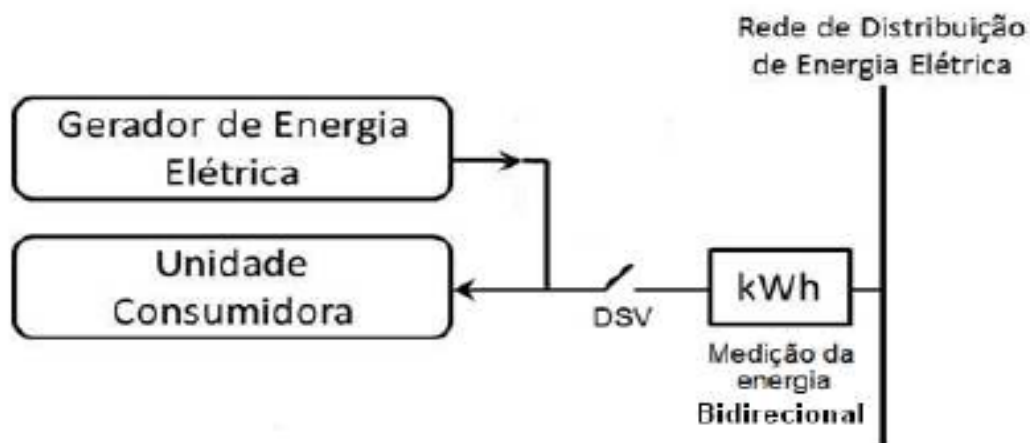 Rede de Distribuição
de Energia Elétrica
Gerador de Energia
Elétrica
Unidade
Consumidora
DSV
kWh
Medição da
energia
Bidirecional